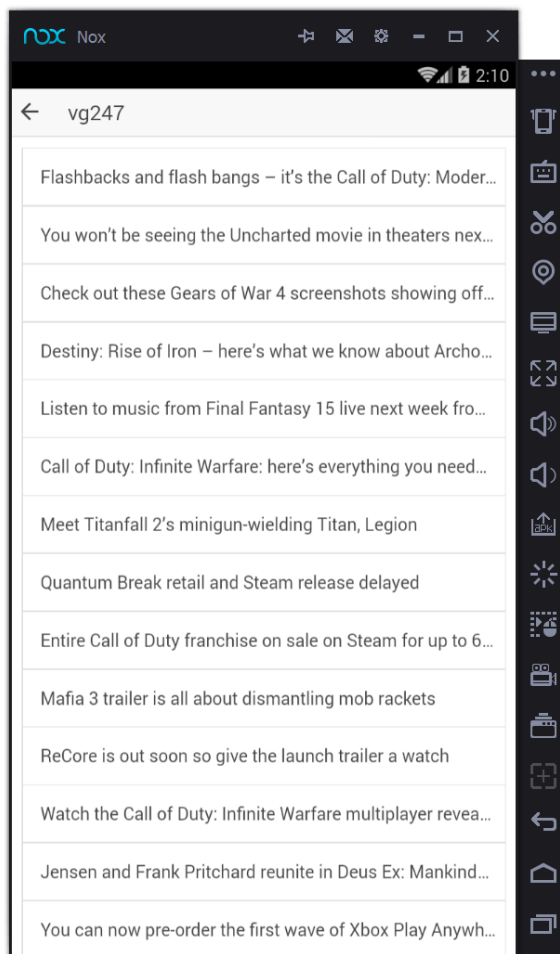 nox Nox
2:10
vg247
Flashbacks and flash bangs – it's the Call of Duty: Moder...
You won't be seeing the Uncharted movie in theaters nex...
Check out these Gears of War 4 screenshots showing off...
Destiny: Rise of Iron – here's what we know about Archo...
Listen to music from Final Fantasy 15 live next week fro...
Call of Duty: Infinite Warfare: here's everything you need...
Meet Titanfall 2's minigun-wielding Titan, Legion
Quantum Break retail and Steam release delayed
Entire Call of Duty franchise on sale on Steam for up to 6...
Mafia 3 trailer is all about dismantling mob rackets
ReCore is out soon so give the launch trailer a watch
Watch the Call of Duty: Infinite Warfare multiplayer revea...
Jensen and Frank Pritchard reunite in Deus Ex: Mankind...
You can now pre-order the first wave of Xbox Play Anywh...
APK